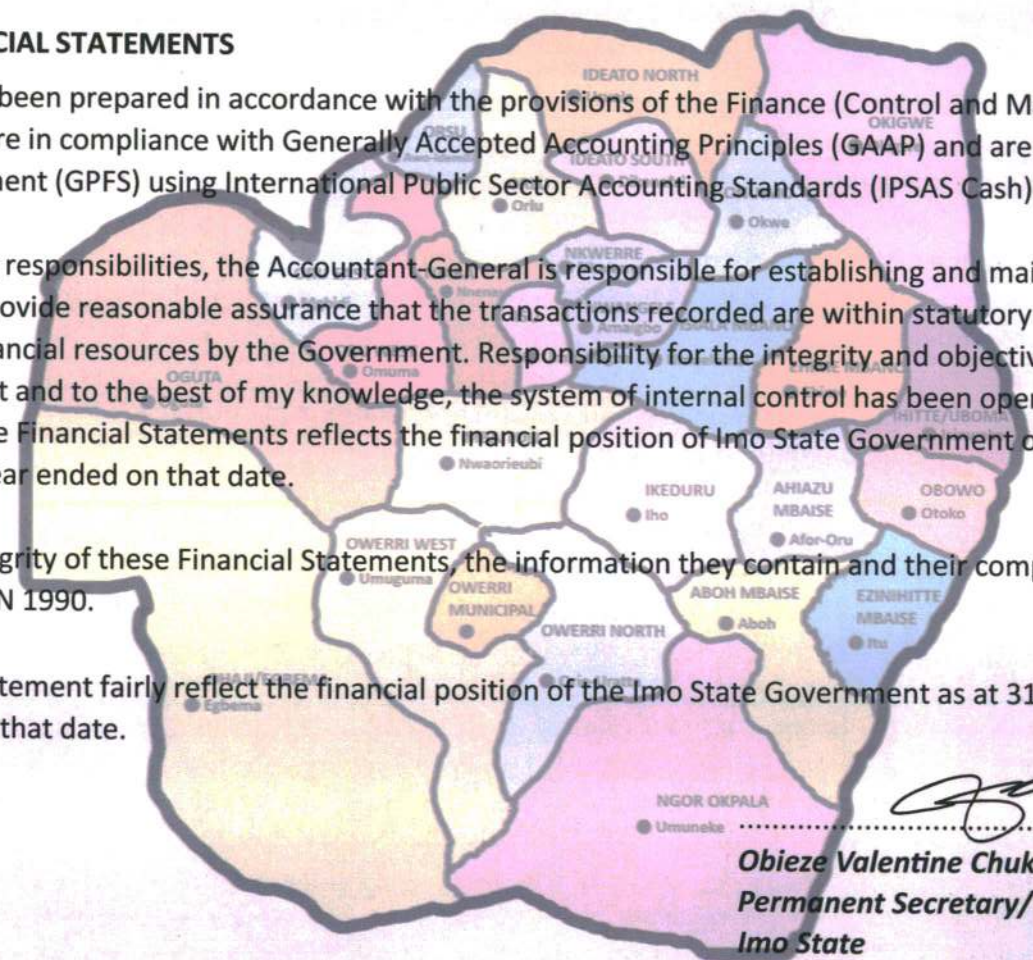 CIAL STATEMENTS
IDEATO NORTH
been prepared in accordance with the provisions of the Finance (Control and M
OKIGWE
ORSU
re in compliance with Generally Accepted Accounting Principles (GAAP) and are
IDEATO SOUTH
nent (GPFS) using International Public Sector Accounting Standards (IPSAS Cash)
Orlu
Okwe
NKWERRE
responsibilities, the Accountant-General is responsible for establishing and mai
ovide reasonable assurance that the transactions recorded are within statutory
Amaigbo
ancial resources by the Government. Responsibility for the integrity and objectiv
OGUTA
Omuma
t and to the best of my knowledge, the system of internal control has been oper
IHITTE/UBOMA
e Financial Statements reflects the financial position of Imo State Government o
Nwaorieubi
ear ended on that date.
IKEDURU
Iho
AHIAZU
MBAISE
Afor-Oru
OBOWO
Otoko
OWERRI WEST
Umuguma
egrity of these Financial Statements, the information they contain and their comp
N 1990.
OWERRI
MUNICIPAL
ABOH MBAISE
Aboh
EZINIHITTE
MBAISE
Itu
OWERRI NORTH
tement fairly reflect the financial position of the Imo State Government as at 31
Egbema
that date.
NGOR OKPALA
Umuneke
Obieze Valentine Chuk
Permanent Secretary/
Imo State